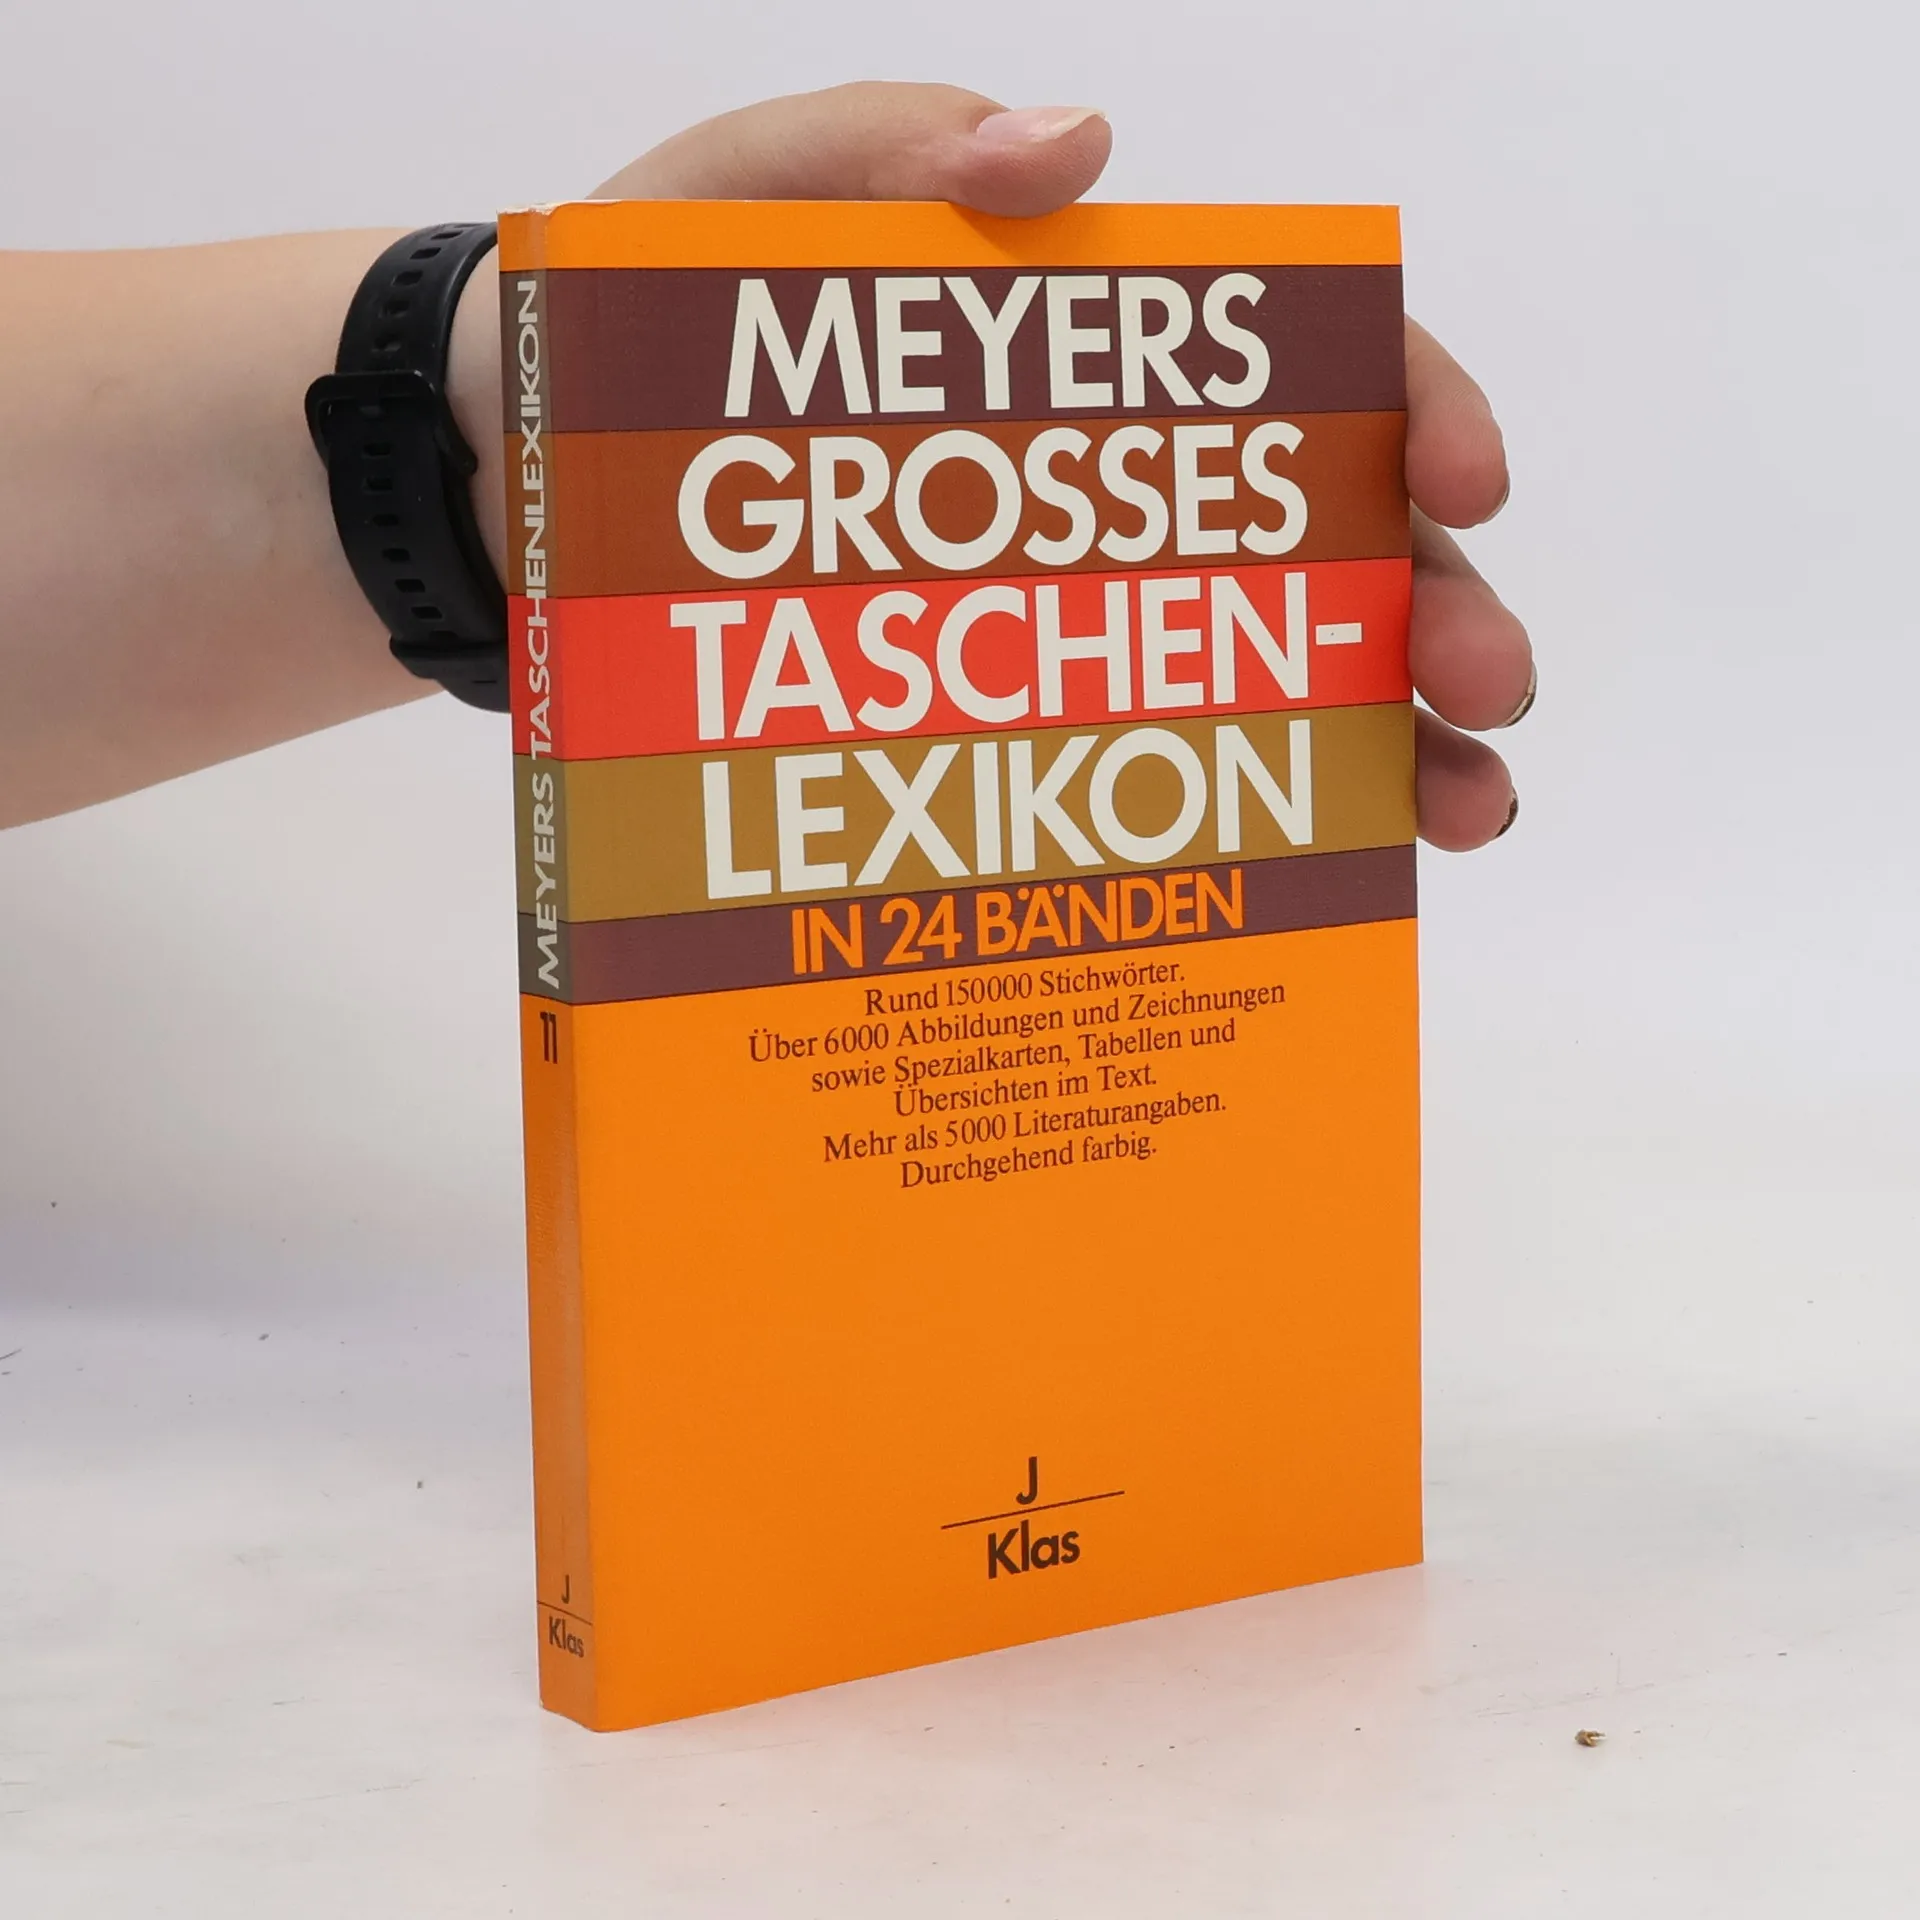 MEYERS
GROSSES
TASCHEN-
LEXIKON
IN 24 BÄNDEN
Rund 150000 Stichwörter.
Über 6000 Abbildungen und Zeichnungen
sowie Spezialkarten, Tabellen und
Übersichten im Text.
Mehr als 5000 Literaturangaben.
Durchgehend farbig.
J
Klas
MEYERS TASCHENLEXIKON
11
J
Klas